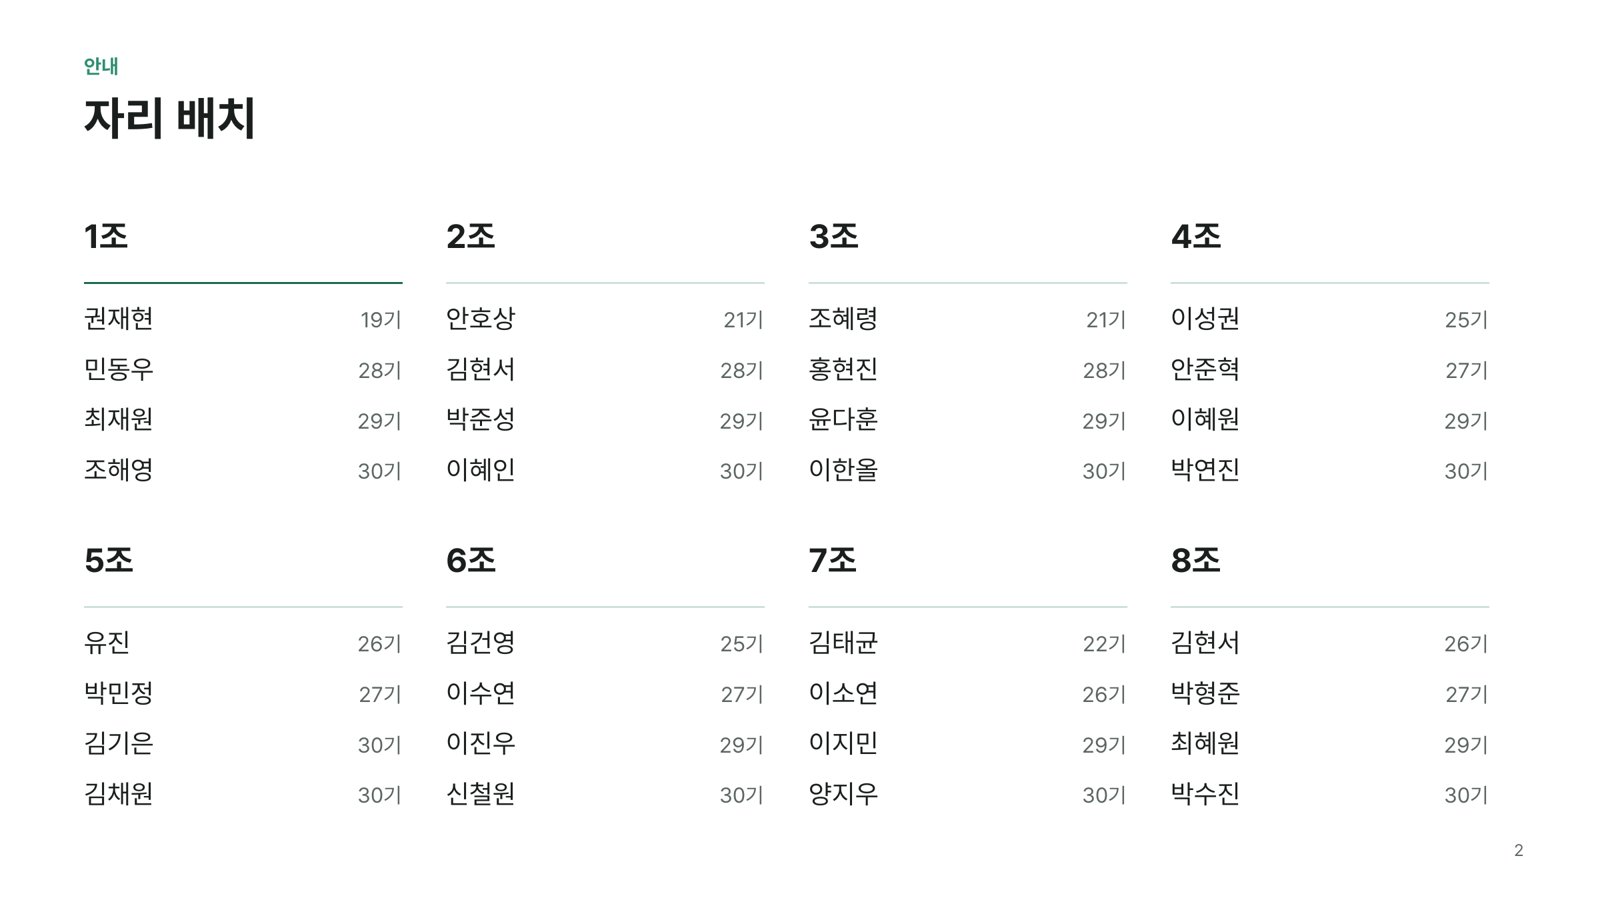 안내
자리 배치
1조
권재현 19기
민동우 28기
최재원 29기
조해영 30기
2조
안호상 21기
김현서 28기
박준성 29기
이혜인 30기
3조
조혜령 21기
홍현진 28기
윤다훈 29기
이한올 30기
4조
이성권 25기
안준혁 27기
이혜원 29기
박연진 30기
5조
유진 26기
박민정 27기
김기은 30기
김채원 30기
6조
김건영 25기
이수연 27기
이진우 29기
신철원 30기
7조
김태균 22기
이소연 26기
이지민 29기
양지우 30기
8조
김현서 26기
박형준 27기
최혜원 29기
박수진 30기
2